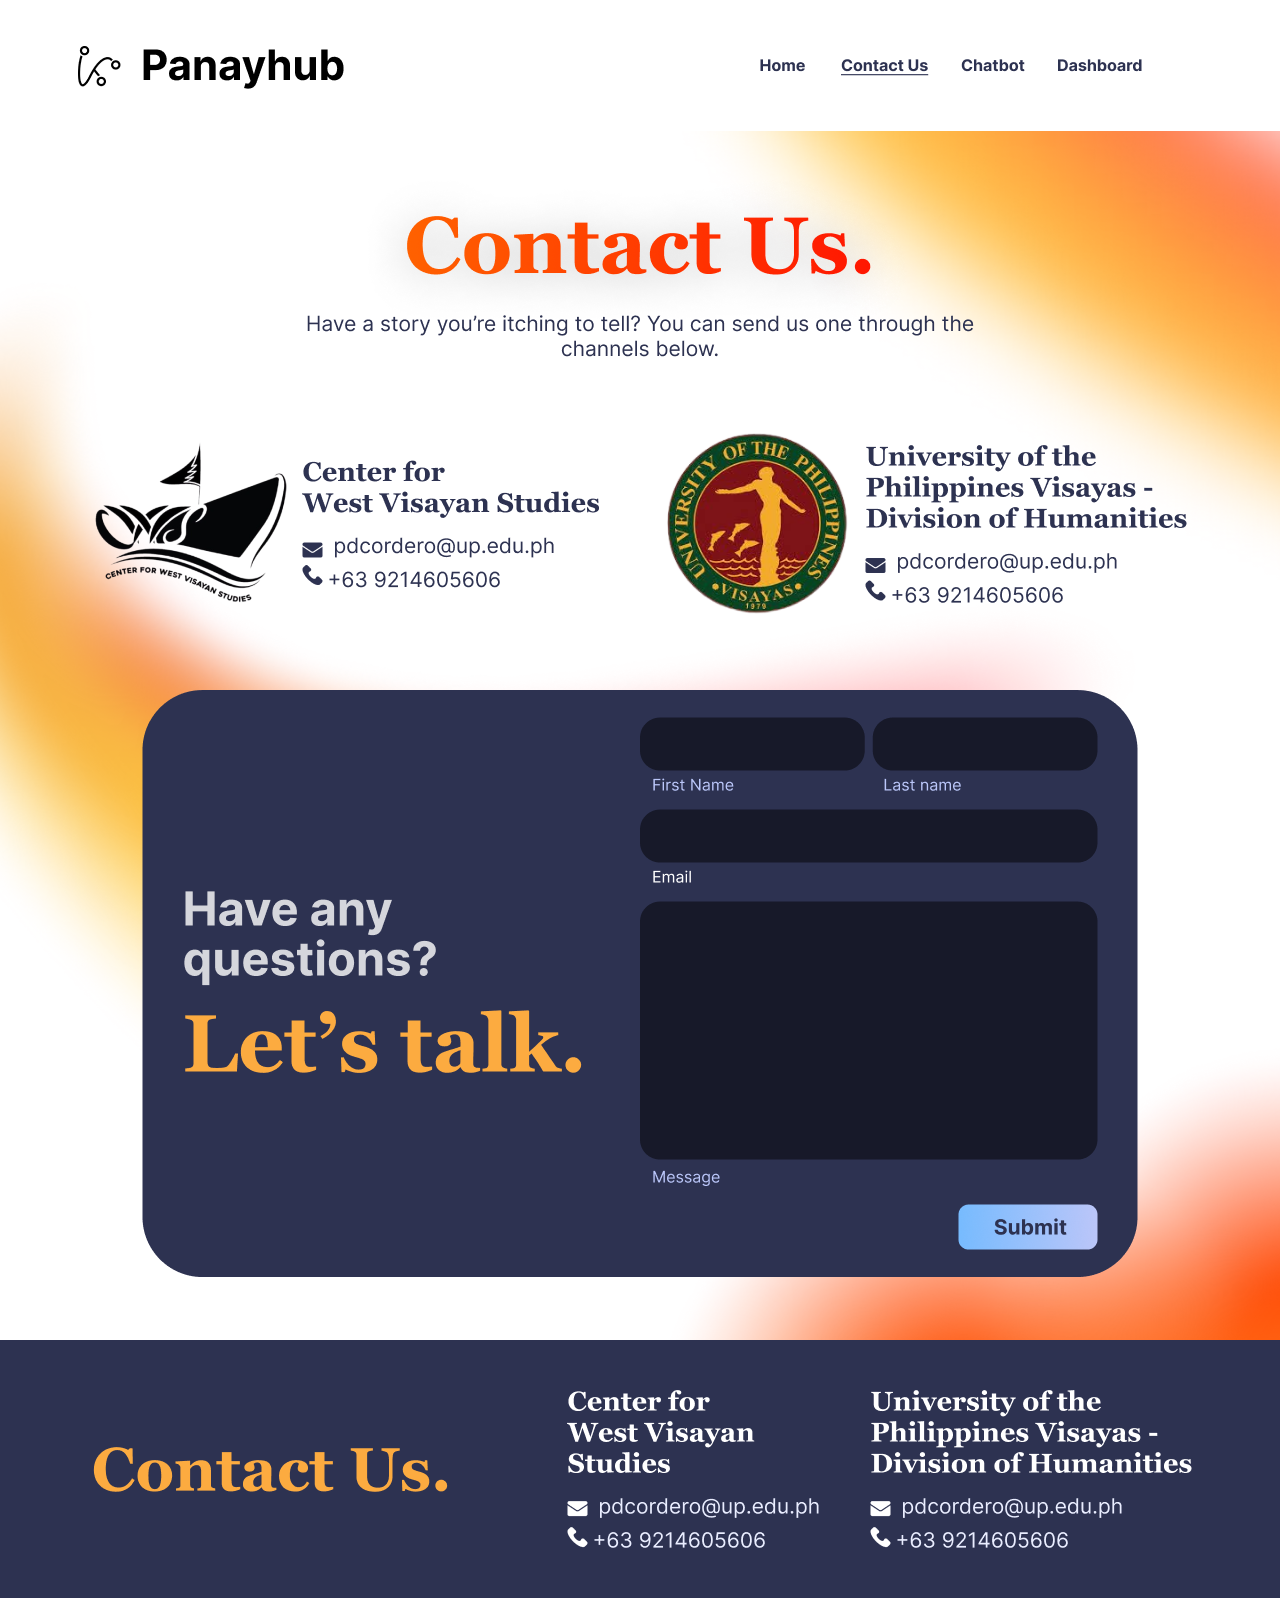 Panayhub
Home Contact Us Chatbot Dashboard
Contact Us.
Have a story you’re itching to tell? You can send us one through the
channels below.
CENTER FOR WEST VISAYAN STUDIES
Center for
West Visayan Studies
pdcordero@up.edu.ph
+63 9214605606
UNIVERSITY OF THE PHILIPPINES
•VISAYAS•
1979
University of the
Philippines Visayas -
Division of Humanities
pdcordero@up.edu.ph
+63 9214605606
Have any
questions?
Let’s talk.
First Name
Last name
Email
Message
Submit
Contact Us.
Center for
West Visayan
Studies
pdcordero@up.edu.ph
+63 9214605606
University of the
Philippines Visayas -
Division of Humanities
pdcordero@up.edu.ph
+63 9214605606